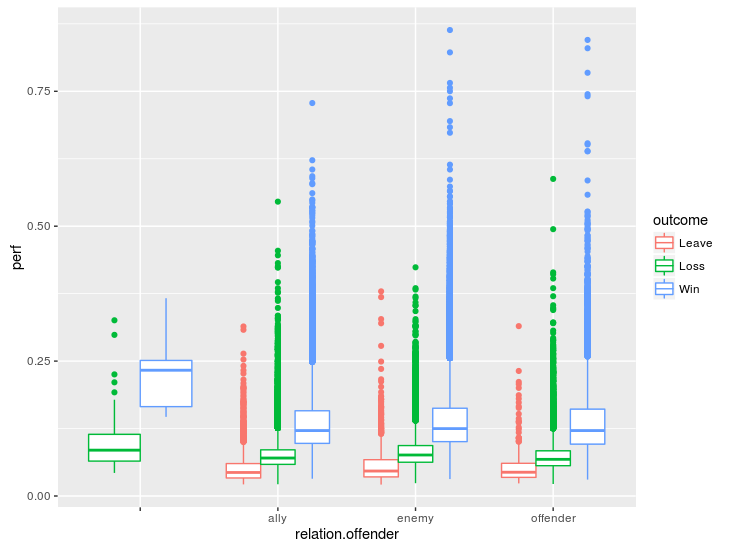 perf
0.75
0.50
0.25
0.00
ally enemy offender
relation.offender
outcome
Leave
Loss
Win